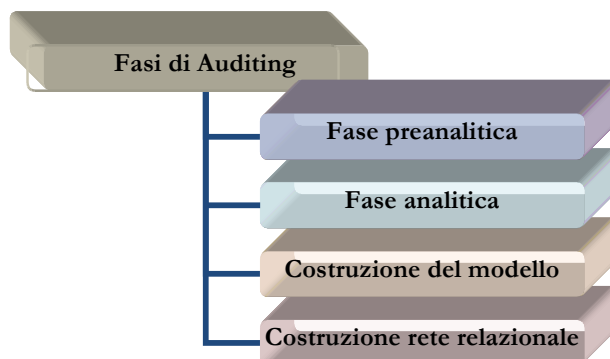 Fasi di Auditing
Fase preanalitica
Fase analitica
Costruzione del modello
Costruzione rete relazionale